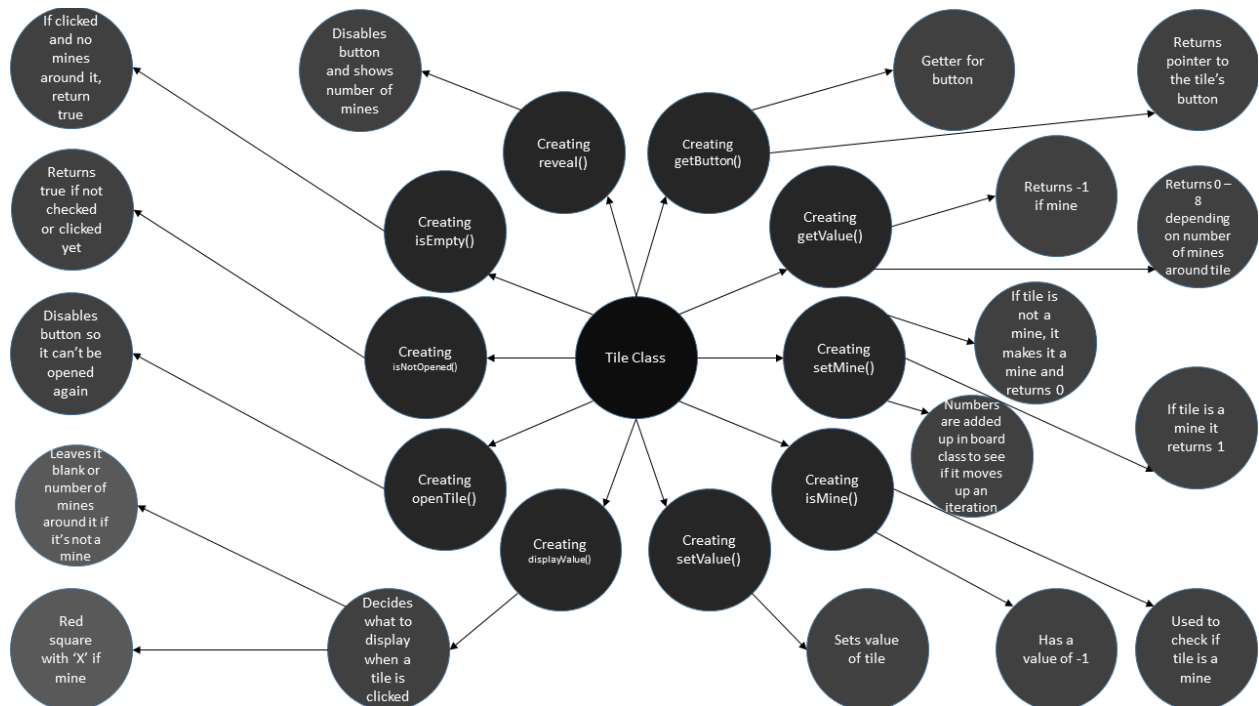 If clicked
and no
mines
around it,
return
true
Disables
button
and shows
number of
mines
Getter for
button
Returns
pointer to
the tile’s
button
Creating
reveal()
Creating
getButton()
Returns
true if not
checked
or clicked
yet
Creating
isEmpty()
Creating
getValue()
Returns -1
if mine
Returns 0 –
8
depending
on number
of mines
around tile
Disables
button so
it can’t be
opened
again
Creating
isNotOpened()
Tile Class
Creating
setMine()
If tile is
not a
mine, it
makes it a
mine and
returns 0
If tile is a
mine it
returns 1
Numbers
are added
up in board
class to see
if it moves
up an
iteration
Leaves it
blank or
number of
mines
around it if
it’s not a
mine
Creating
openTile()
Creating
isMine()
Creating
displayValue()
Creating
setValue()
Red
square
with ‘X’ if
mine
Decides
what to
display
when a
tile is
clicked
Sets value
of tile
Has a
value of -1
Used to
check if
tile is a
mine